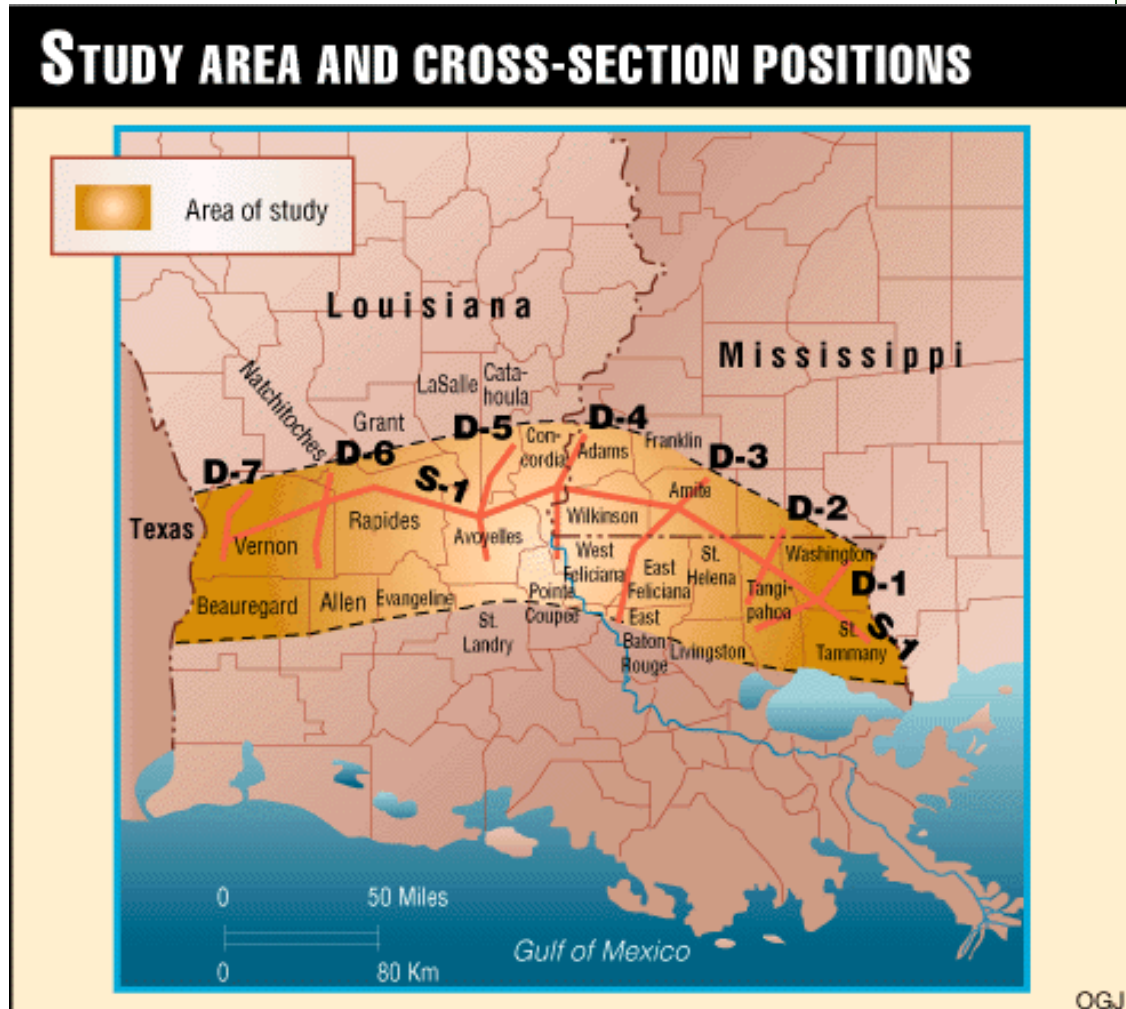 STUDY AREA AND CROSS-SECTION POSITIONS
Area of study
Louisiana
Mississippi
Texas
Natchitoches
Grant
LaSalle
Cata-
houla
Con-
cordia
Adams
Franklin
Amite
Wilkinson
D-7
D-6
D-5
D-4
D-3
D-2
D-1
S-1
S-1
Vernon
Rapides
Avoyelles
Beauregard
Allen
Evangeline
St.
Landry
Pointe
Coupee
West
Feliciana
East
Feliciana
St.
Helena
Tangi-
pahoa
Washington
St.
Tammany
East
Baton
Rouge
Livingston
0 50 Miles
0 80 Km
Gulf of Mexico
OGJ